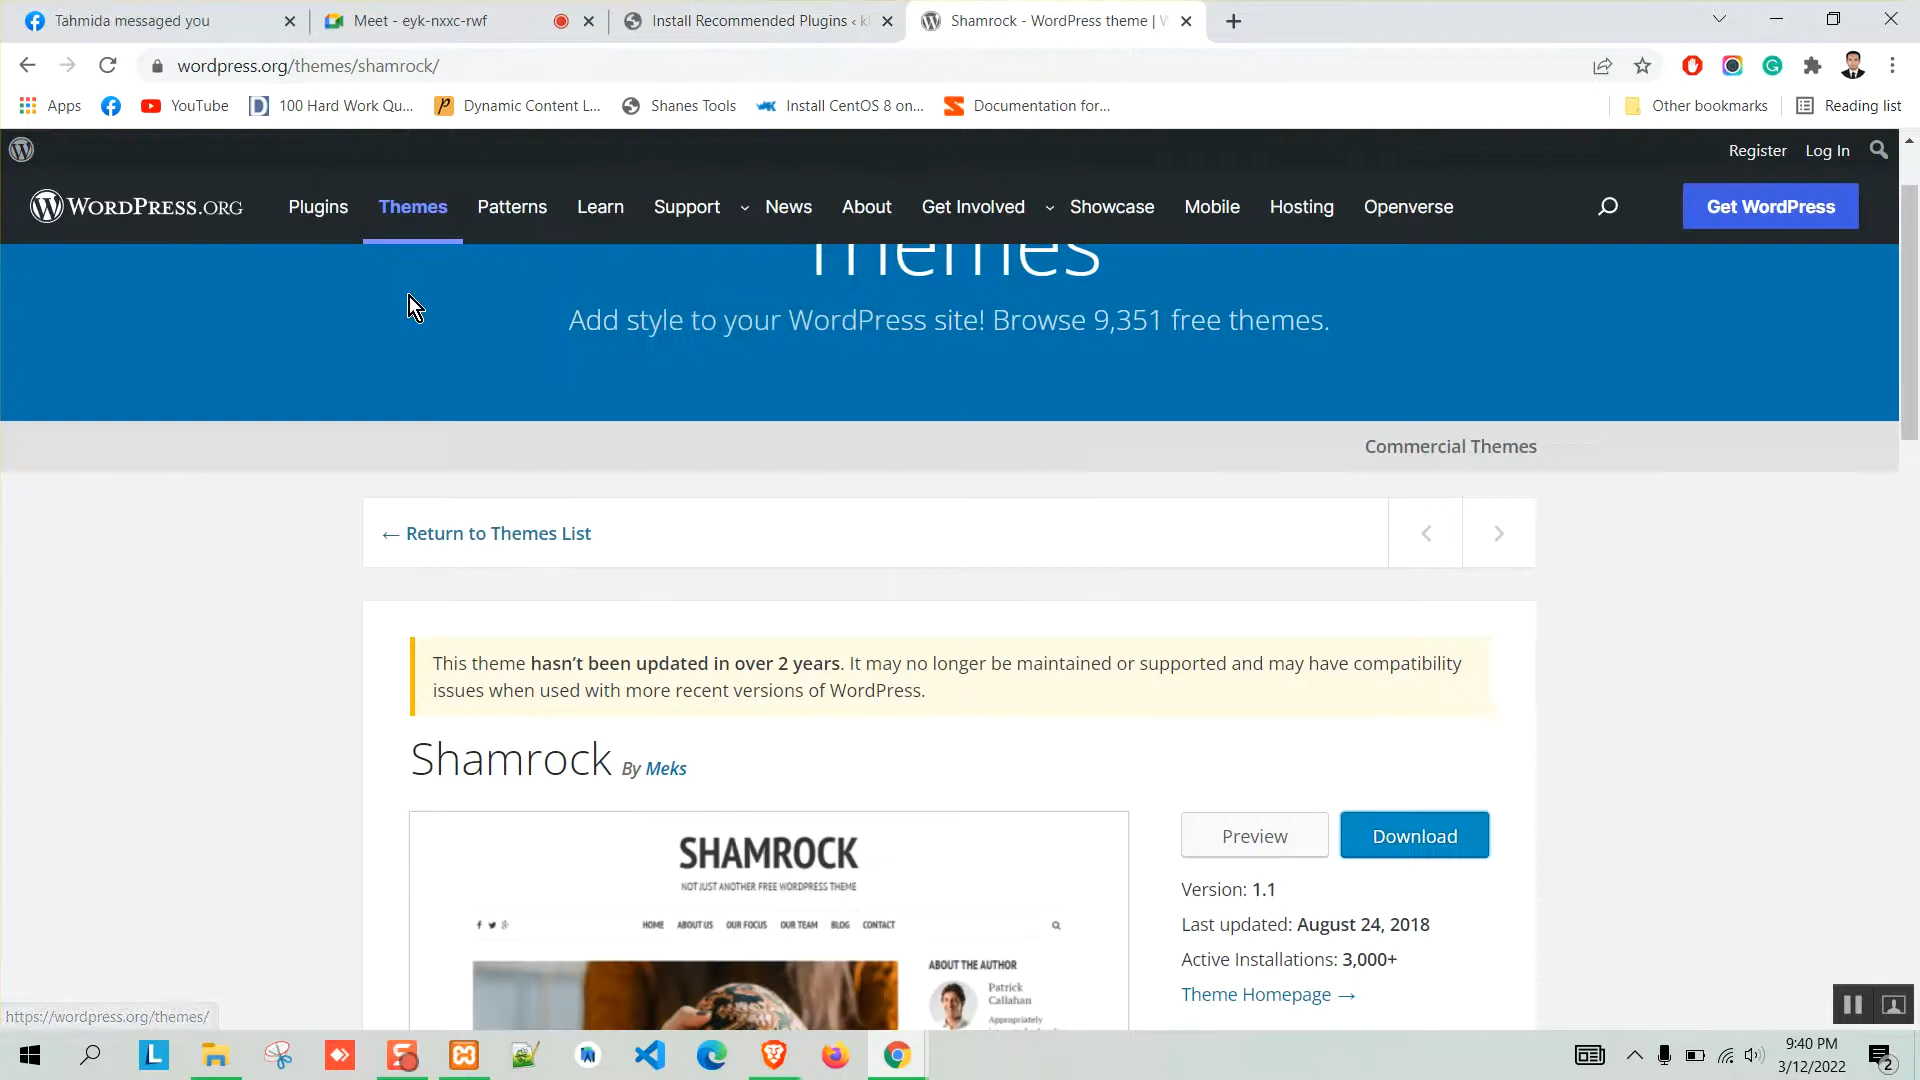 Tahmida messaged you
Meet - eyk-nxxc-rwf
Install Recommended Plugins ‹ k
Shamrock - WordPress theme | W
wordpress.org/themes/shamrock/
Apps
YouTube
100 Hard Work Qu...
Dynamic Content L...
Shanes Tools
Install CentOS 8 on...
Documentation for...
Other bookmarks
Reading list
Register
Log In
WORDPRESS.ORG
Plugins
Themes
Patterns
Learn
Support
News
About
Get Involved
Showcase
Mobile
Hosting
Openverse
Get WordPress
Themes
Add style to your WordPress site! Browse 9,351 free themes.
Commercial Themes
← Return to Themes List
This theme hasn’t been updated in over 2 years. It may no longer be maintained or supported and may have compatibility
issues when used with more recent versions of WordPress.
Shamrock By Meks
SHAMROCK
NOT JUST ANOTHER FREE WORDPRESS THEME
HOME
ABOUT US
OUR FOCUS
OUR TEAM
BLOG
CONTACT
ABOUT THE AUTHOR
Patrick
Callahan
Appropriately
Preview
Download
Version: 1.1
Last updated: August 24, 2018
Active Installations: 3,000+
Theme Homepage →
https://wordpress.org/themes/
9:40 PM
3/12/2022
2